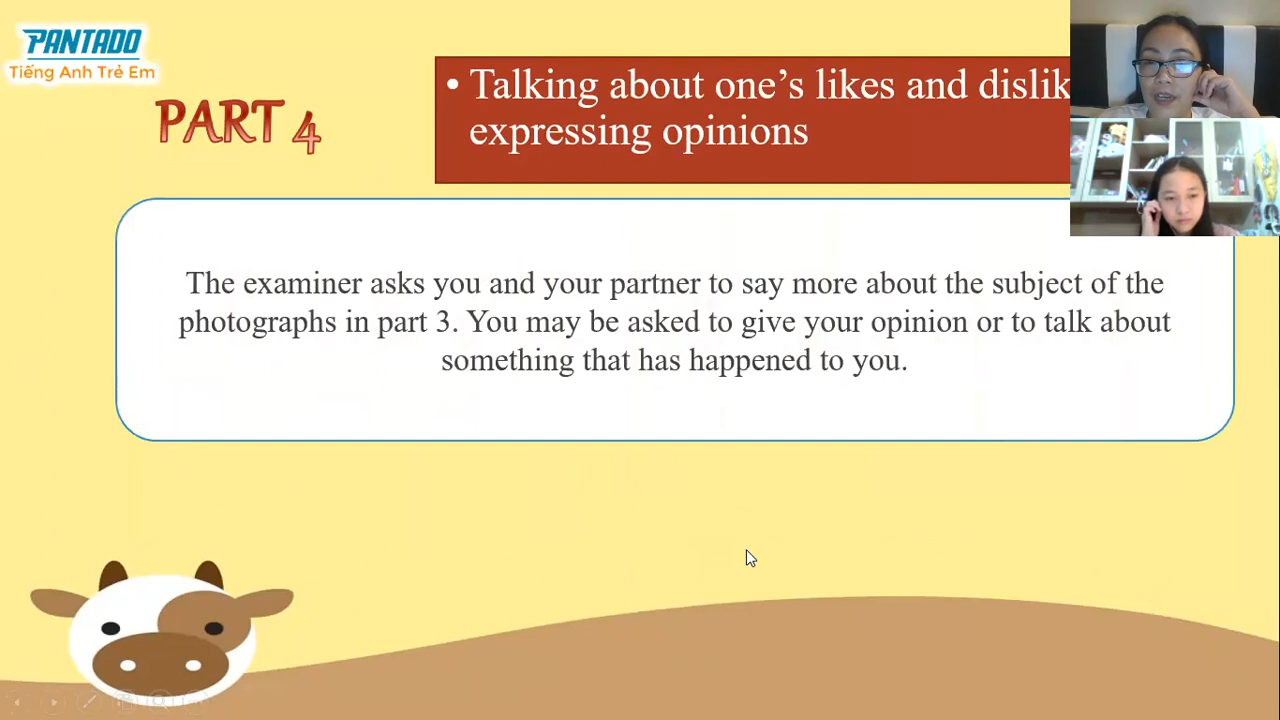 PANTADO
Tiếng Anh Trẻ Em
PART 4
• Talking about one's likes and
expressing opinions
The examiner asks you and your partner to say more about the subject of the
photographs in part 3. You may be asked to give your opinion or to talk about
something that has happened to you.